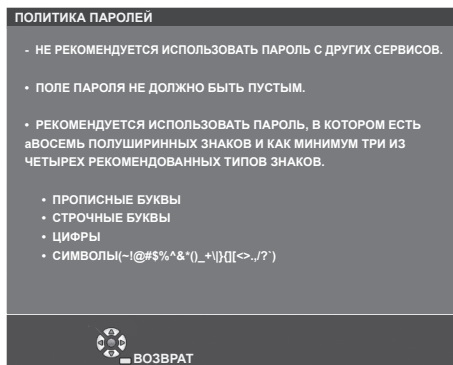 ПОЛИТИКА ПАРОЛЕЙ
- НЕ РЕКОМЕНДУЕТСЯ ИСПОЛЬЗОВАТЬ ПАРОЛЬ С ДРУГИХ СЕРВИСОВ.
• ПОЛЕ ПАРОЛЯ НЕ ДОЛЖНО БЫТЬ ПУСТЫМ.
• РЕКОМЕНДУЕТСЯ ИСПОЛЬЗОВАТЬ ПАРОЛЬ, В КОТОРОМ ЕСТЬ
аВОСЕМЬ ПОЛУШИРИННЫХ ЗНАКОВ И КАК МИНИМУМ ТРИ ИЗ
ЧЕТЫРЕХ РЕКОМЕНДОВАННЫХ ТИПОВ ЗНАКОВ.
• ПРОПИСНЫЕ БУКВЫ
• СТРОЧНЫЕ БУКВЫ
• ЦИФРЫ
• СИМВОЛЫ(~!@#$%^&*()_+\|}{][<>.,/?`)
ВОЗВРАТ